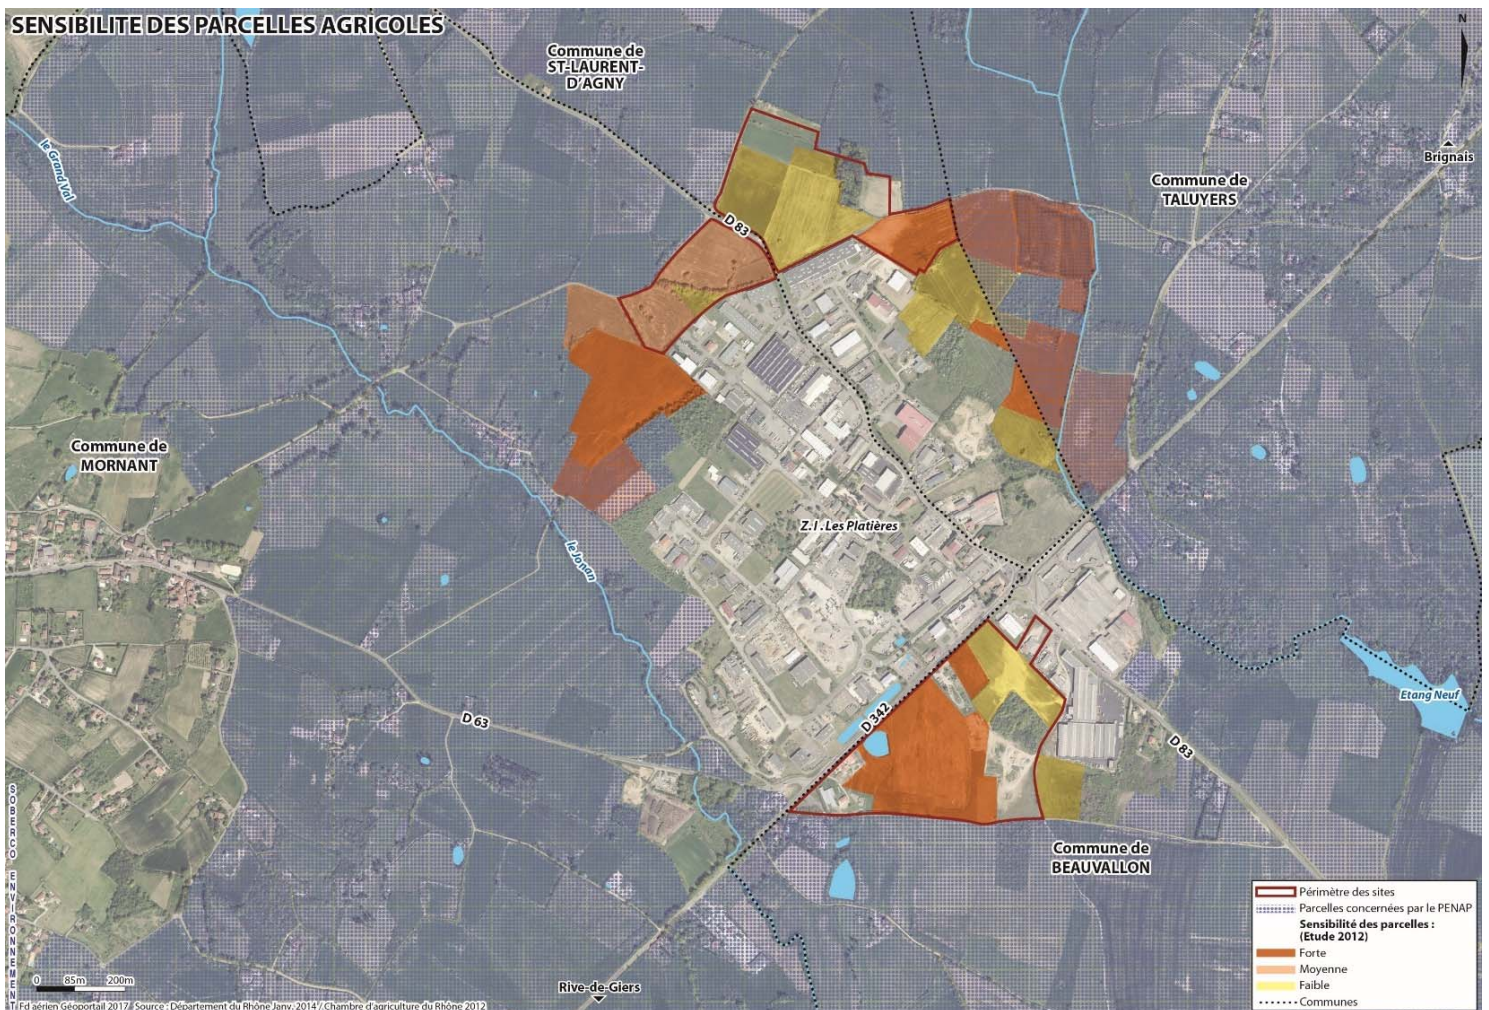 SENSIBILITE DES PARCELLES AGRICOLES
N
Commune de
ST-LAURENT-
D'AGNY
le Grand Val
Brignais
Commune de
TALUYERS
D 83
Commune de
MORNANT
Z.I. Les Platières
le Jonan
Etang Neuf
D 63
D 342
D 83
Commune de
BEAUVALLON
Rive-de-Giers
Périmètre des sites
Parcelles concernées par le PENAP
Sensibilité des parcelles :
(Etude 2012)
Forte
Moyenne
Faible
Communes
0 85m 200m
SOBERCO ENVIRONNEMENT
Fd aérien Géoportail 2017 Source : Département du Rhône Janv. 2014 / Chambre d'agriculture du Rhône 2012